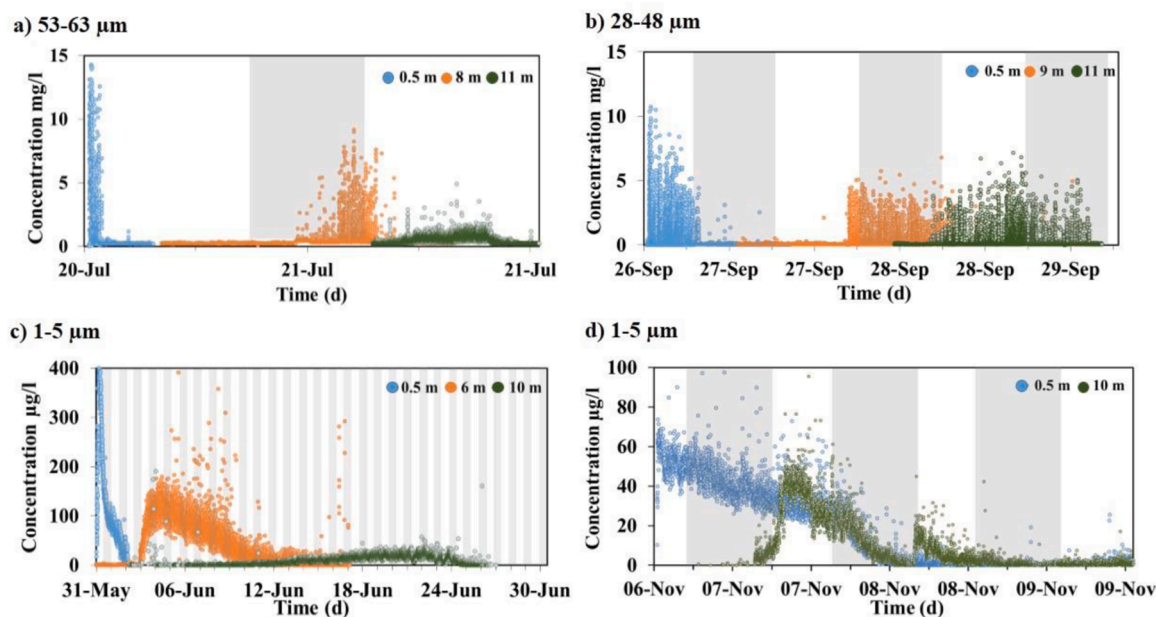 a) 53-63 µm
Concentration mg/l
15
10
5
0
0.5 m 8 m 11 m
20-Jul 21-Jul 21-Jul
Time (d)
b) 28-48 µm
Concentration mg/l
15
10
5
0
0.5 m 9 m 11 m
26-Sep 27-Sep 27-Sep 28-Sep 28-Sep 29-Sep
Time (d)
c) 1-5 µm
Concentration µg/l
400
300
200
100
0
0.5 m 6 m 10 m
31-May 06-Jun 12-Jun 18-Jun 24-Jun 30-Jun
Time (d)
d) 1-5 µm
Concentration µg/l
100
80
60
40
20
0
0.5 m 10 m
06-Nov 07-Nov 07-Nov 08-Nov 08-Nov 09-Nov 09-Nov
Time (d)